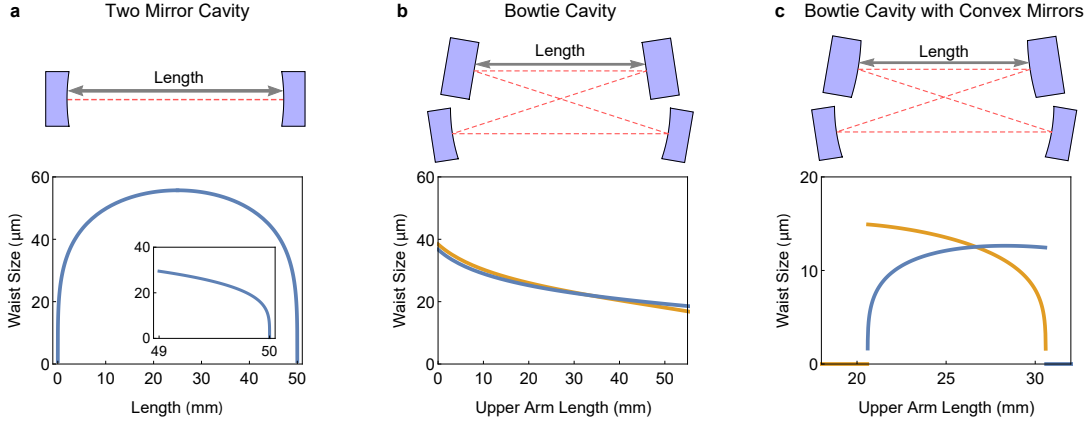 a Two Mirror Cavity
Length
Waist Size (µm)
60
40
20
0
40
20
0
49 50
0 10 20 30 40 50
Length (mm)
b Bowtie Cavity
Length
Waist Size (µm)
60
40
20
0
0 10 20 30 40 50
Upper Arm Length (mm)
c Bowtie Cavity with Convex Mirrors
Length
Waist Size (µm)
20
10
0
20 25 30
Upper Arm Length (mm)